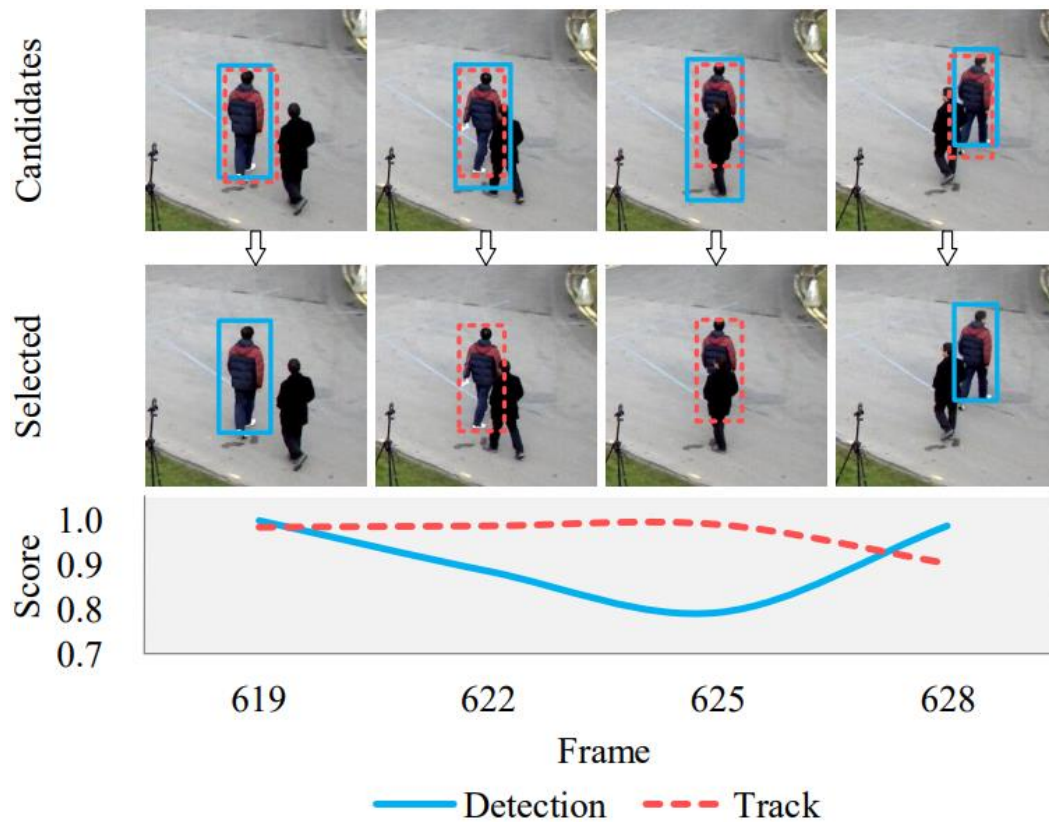 Candidates
Selected
Score
1.0
0.9
0.8
0.7
619 622 625 628
Frame
Detection Track